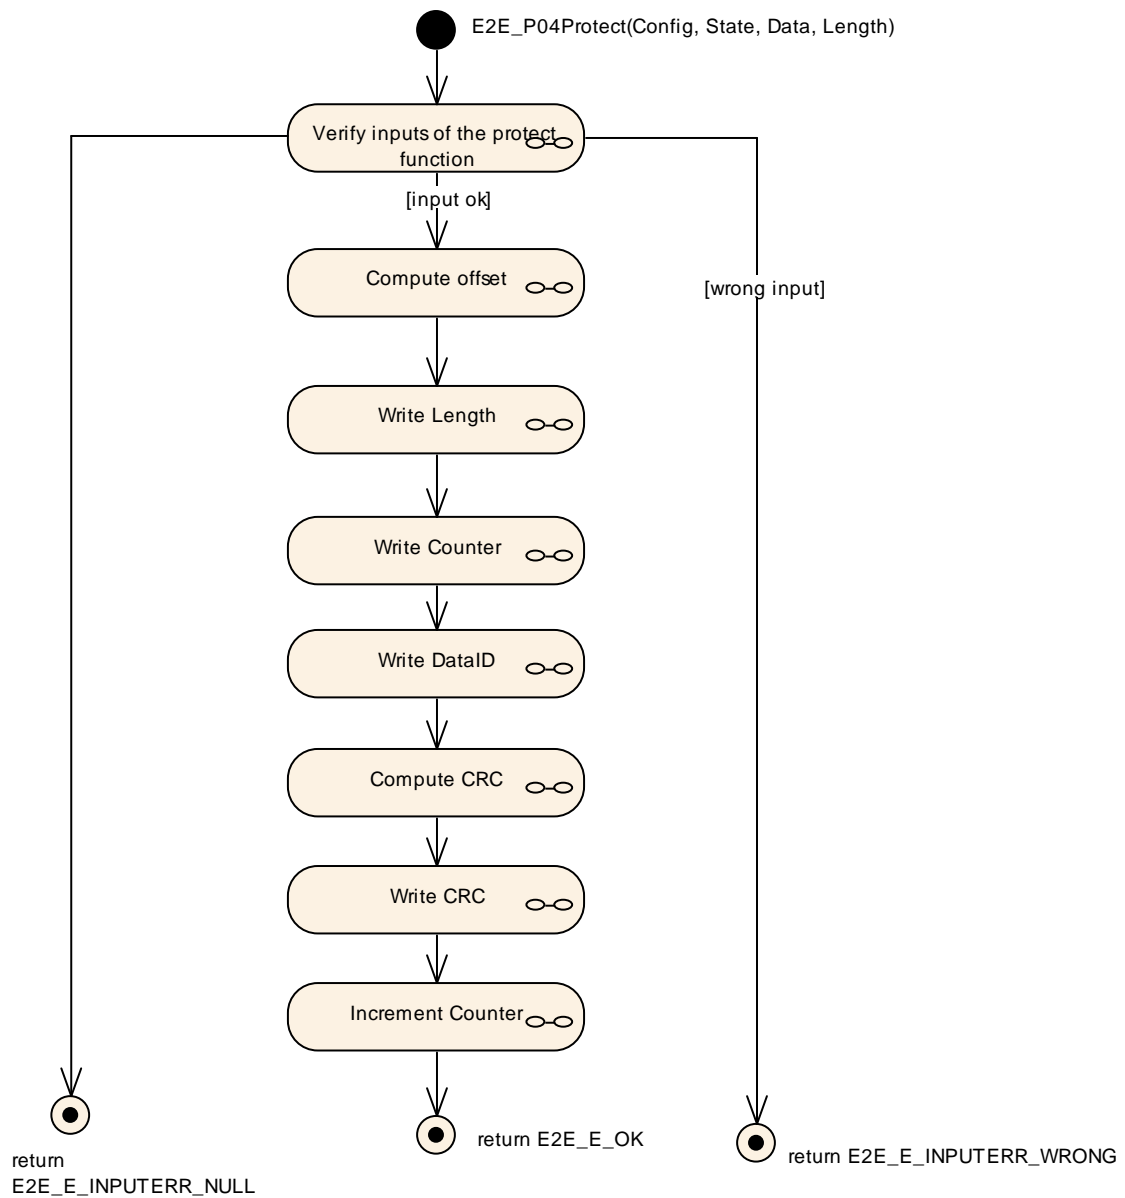 E2E_P04Protect(Config, State, Data, Length)
Verify inputs of the protect
function
[input ok]
Compute offset
[wrong input]
Write Length
Write Counter
Write DataID
Compute CRC
Write CRC
Increment Counter
return E2E_E_OK
return E2E_E_INPUTERR_WRONG
return
E2E_E_INPUTERR_NULL